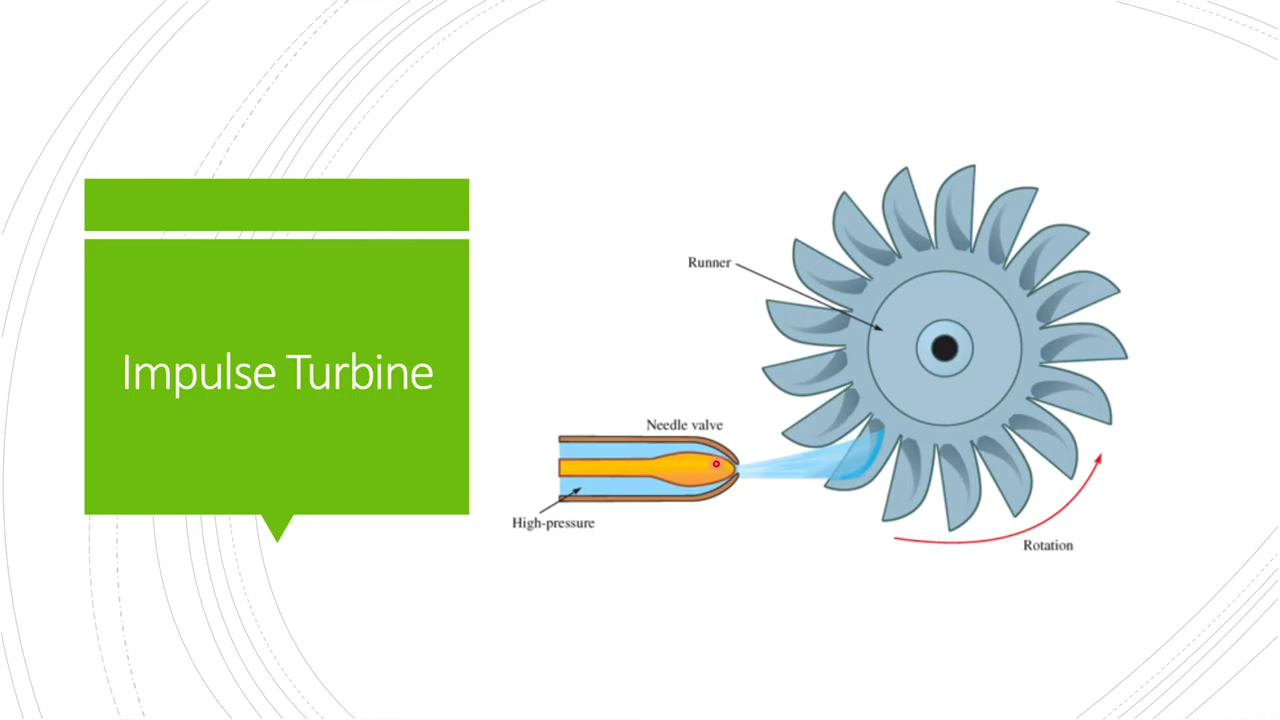 Impulse Turbine
Runner
Needle valve
High-pressure
Rotation